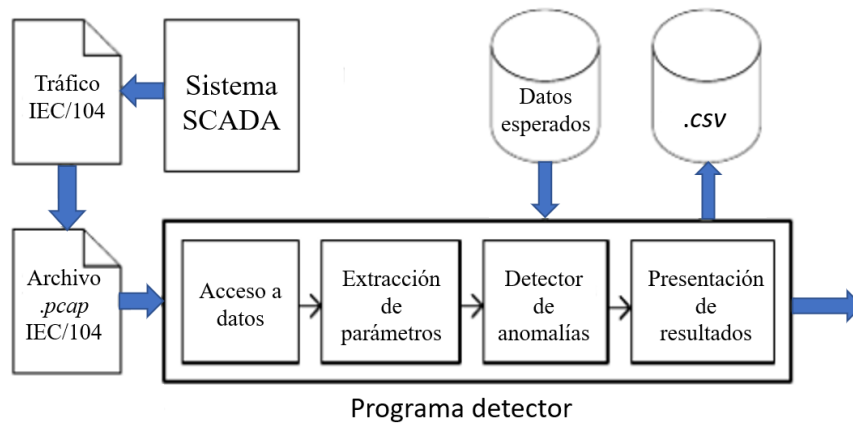 Tráfico
IEC/104
Sistema
SCADA
Datos
esperados
.csv
Archivo
.pcap
IEC/104
Acceso a
datos
Extracción
de
parámetros
Detector
de
anomalías
Presentación
de
resultados
Programa detector